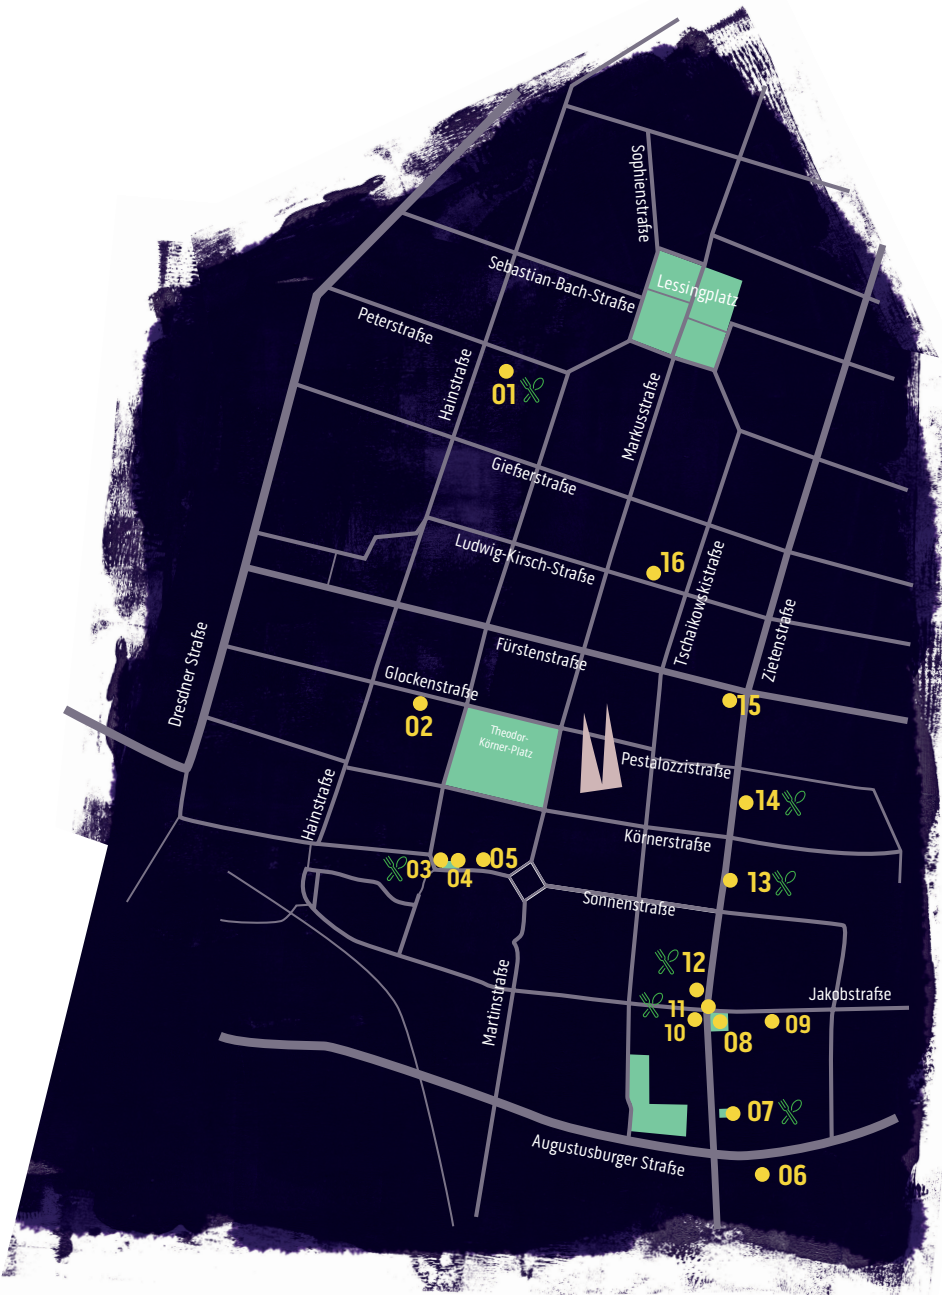 Sophienstraße
Sebastian-Bach-Straße
Lessingplatz
Peterstraße
Hainstraße
01
Markusstraße
Gießerstraße
Ludwig-Kirsch-Straße
16
Tschaikowskistraße
Zietenstraße
Dresdner Straße
Fürstenstraße
Glockenstraße
02
15
Theodor-
Körner-Platz
Pestalozzistraße
14
Hainstraße
Körnerstraße
03
04
05
13
Sonnenstraße
12
Martinstraße
Jakobstraße
11
10
09
08
07
Augustusburger Straße
06